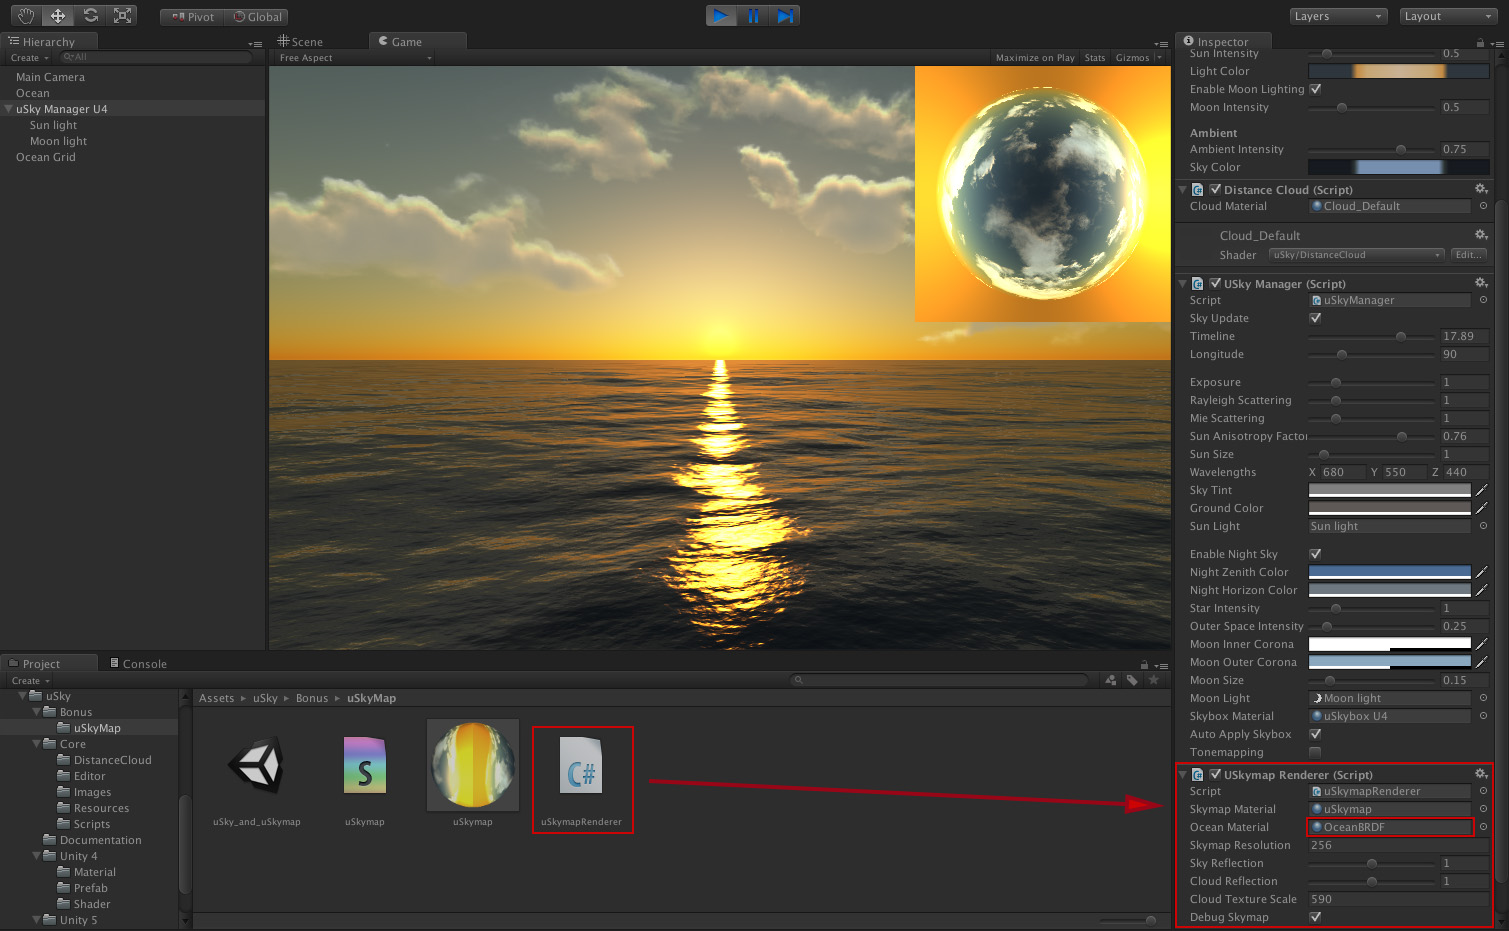 Pivot Global Layers Layout
Hierarchy
Create All
Main Camera
Ocean
uSky Manager U4
Sun light
Moon light
Ocean Grid
Scene Game
Free Aspect Maximize on Play Stats Gizmos
Inspector
Sun Intensity 0.5
Light Color
Enable Moon Lighting
Moon Intensity 0.5
Ambient
Ambient Intensity 0.75
Sky Color
C# Distance Cloud (Script)
Cloud Material Cloud_Default
Cloud_Default
Shader uSky/DistanceCloud Edit...
C# USky Manager (Script)
Script uSkyManager
Sky Update
Timeline 17.89
Longitude 90
Exposure 1
Rayleigh Scattering 1
Mie Scattering 1
Sun Anisotropy Factor 0.76
Sun Size 1
Wavelengths X 680 Y 550 Z 440
Sky Tint
Ground Color
Sun Light Sun light
Enable Night Sky
Night Zenith Color
Night Horizon Color
Star Intensity 1
Outer Space Intensity 0.25
Moon Inner Corona
Moon Outer Corona
Moon Size 0.15
Moon Light Moon light
Skybox Material uSkybox U4
Auto Apply Skybox
Tonemapping
C# USkymap Renderer (Script)
Script uSkymapRenderer
Skymap Material uSkymap
Ocean Material OceanBRDF
Skymap Resolution 256
Sky Reflection 1
Cloud Reflection 1
Cloud Texture Scale 590
Debug Skymap
Project Console
Create
uSky
Bonus
uSkyMap
Core
DistanceCloud
Editor
Images
Resources
Scripts
Documentation
Unity 4
Material
Prefab
Shader
Unity 5
Assets uSky Bonus uSkyMap
S
C#
uSky_and_uSkymap uSkymap uSkymap uSkymapRenderer